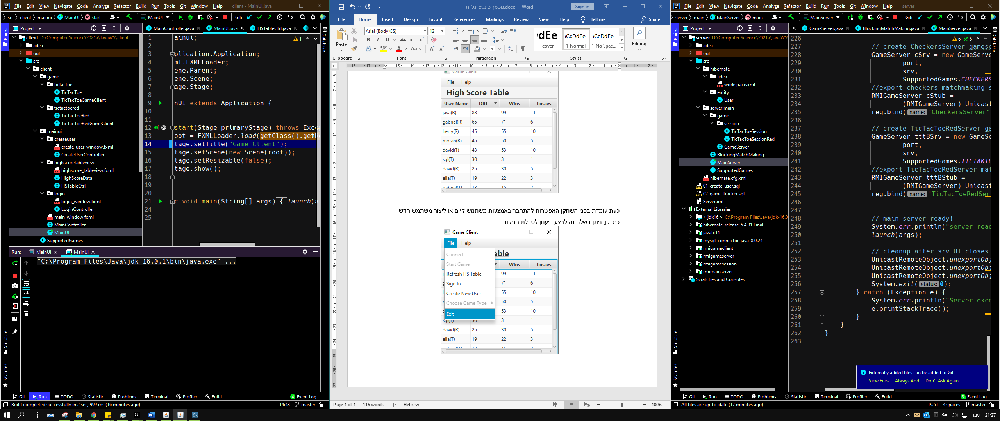 File Edit View Navigate Code Analyze Refactor Build Run Tools Git Window Help client - MainUI.java
src client mainui MainUI start MainUI Git:
Project
MainController.java MainUI.java HSTableCtrl.java
client D:\Computer Science\2021a\JavaWS\client
.idea
out
src
client
game
tictactoe
TicTacToe
TicTacToeGameClient
tictactoered
TicTacToeRed
TicTacToeRedGameClient
mainui
createuser
create_user_window.fxml
CreateUserController
highscoretableview
highscore_tableview.fxml
HighScoreData
HSTableCtrl
login
login_window.fxml
LoginController
main_window.fxml
MainController
MainUI
SupportedGames
Project
Structure
Favorites
Database
1 ainui;
1
2
3 plication.Application;
4 ml.FXMLLoader;
5 ene.Parent;
6 ene.Scene;
7 age.Stage;
8
9 nUI extends Application {
10
11
12 @ start(Stage primaryStage) throws Exce
13 oot = FXMLLoader.load(getClass().getR
14 tage.setTitle("Game Client");
15 tage.setScene(new Scene(root));
16 tage.setResizable(false);
17 tage.show();
18
19
20
21 c void main(String[] args) { launch(a
24
25
Run: MainUI MainUI
"C:\Program Files\Java\jdk-16.0.1\bin\java.exe" ...
Git Run TODO Statistic Problems Terminal Profiler Build 4 Event Log
Build completed successfully in 2 sec, 999 ms (16 minutes ago) 14:43 master
מסמך פונקציונליות.docx - Word Sign in
File Home Insert Design Layout References Mailings Review View Help Tell me Share
Paste
Arial (Body CS) 12
B I U abc x₂ x²
A Aa A A
Clipboard Font Paragraph Styles
cover
¶ Normal
¶ No Spac...
Editing
Game Client
File Help
High Score Table
User Name DIff Wins Losses
java(R) 88 99 11
gabriel(R) 65 71 6
herry(R) 45 55 10
moran(R) 45 50 5
david(T) 43 53 10
sql(T) 30 31 1
david(R) 25 30 5
ella(T) 19 22 3
gabriel(T) 13 15 2
כעת עומדת בפני השחקן האפשרות להתחבר באמצעות משתמש קיים או ליצור משתמש חדש.
כמו כן, ניתן בשלב זה לבצע ריענון לטבלת הניקוד.
Game Client
File Help
able
Connect
Start Game
Refresh HS Table
Sign In
Create New User
Choose Game Type
Exit
Wins Losses
99 11
71 6
55 10
50 5
53 10
sql(T) 30 31 1
david(R) 25 30 5
ella(T) 19 22 3
gabriel(T) 13 15 2
Page 4 of 4 116 words Hebrew 100%
File Edit View Navigate Code Analyze Refactor Build Run Tools Git Window Help server
server main MainServer main MainServer Git:
Project
GameServer.java BlockingMatchMaking.java MainServer.java
server D:\Computer Science\2021a\JavaWS\
.idea
out
src
hibernate
.idea
workspace.xml
entity
User
server.main
game
session
TicTacToeSession
TicTacToeSessionRed
GameServer
BlockingMatchMaking
MainServer
SupportedGames
hibernate.cfg.xml
01-create-user.sql
02-game-tracker.sql
Server.iml
External Libraries
< jdk16 > C:\Program Files\Java\jdk-16.0
hibernate-release-5.4.31.Final
javafx11
mysql-connector-java-8.0.24
rmigameclient
rmigameserver
rmigamesession
rmimainserver
Scratches and Consoles
Project
Structure
Favorites
Database
6 6
226
227 // create CheckersServer gamese
228 GameServer cSrv = new GameServe
229 port,
230 srv,
231 SupportedGames.CHECKERS
232 //export checkers matchmaking s
233 RMIGameServer cStub =
234 (RMIGameServer) Unicast
235 reg.bind( name: "CheckersServer"
236
237 // create TicTacToeRedServer ga
238 GameServer tttBSrv = new GameSe
239 port,
240 srv,
241 SupportedGames.TICTAKTO
242 //export TicTacToeRedServer mat
243 RMIGameServer tttBStub =
244 (RMIGameServer) Unicast
245 reg.bind( name: "TicTacToeRedSer
246
247
248 // main server ready!
249 System.err.println("server read
250 launch(args);
251
252 // cleanup after srv UI closes
253 UnicastRemoteObject.unexportObj
254 UnicastRemoteObject.unexportObj
255 UnicastRemoteObject.unexportObj
256 System.exit( status: 0);
257 } catch (Exception e) {
258 System.err.println("Server exce
259 e.printStackTrace();
260 }
261 }
262 }
263
Externally added files can be added to Git
View Files Always Add Don't Ask Again
Git Run TODO Problems Statistic Terminal Profiler Build 3 Event Log
All files are up-to-date (17 minutes ago) 192:1 4 spaces master
עבר 21:27